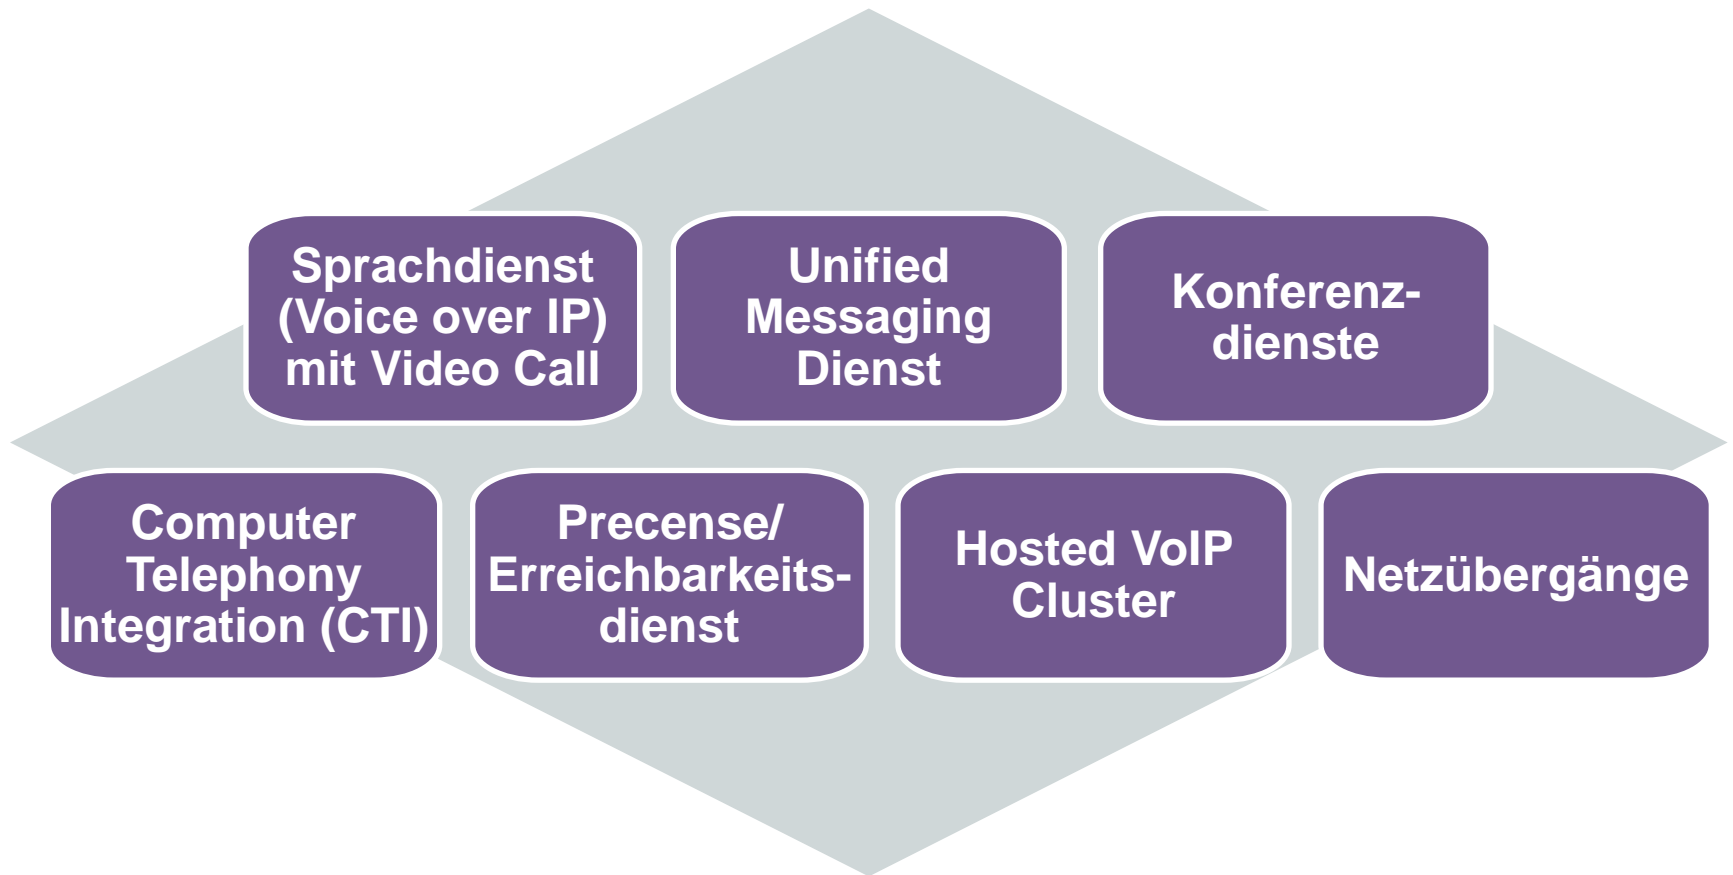 Sprachdienst
(Voice over IP)
mit Video Call
Unified
Messaging
Dienst
Konferenz-
dienste
Computer
Telephony
Integration (CTI)
Precense/
Erreichbarkeits-
dienst
Hosted VoIP
Cluster
Netzübergänge